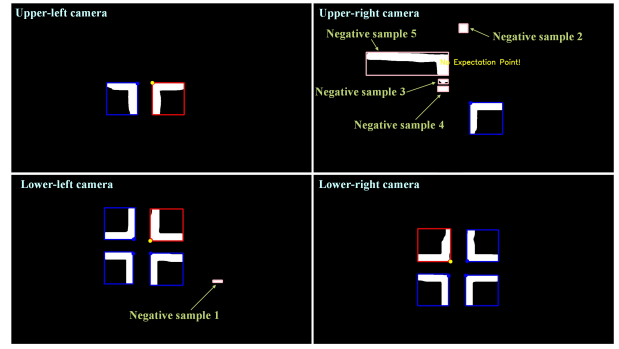 Upper-left camera
Upper-right camera
Negative sample 5
Negative sample 2
No Expectation Point!
Negative sample 3
Negative sample 4
Lower-left camera
Lower-right camera
Negative sample 1